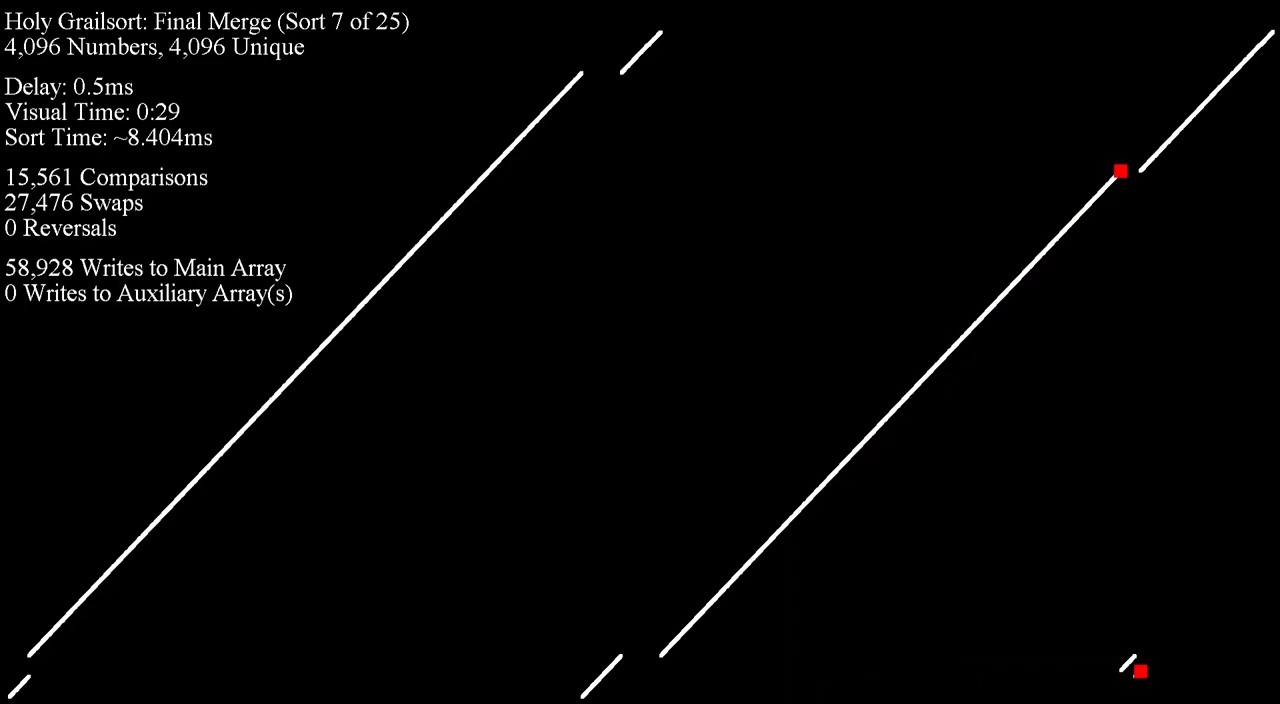 Holy Grailsort: Final Merge (Sort 7 of 25)
4,096 Numbers, 4,096 Unique
Delay: 0.5ms
Visual Time: 0:29
Sort Time: ~8.404ms
15,561 Comparisons
27,476 Swaps
0 Reversals
58,928 Writes to Main Array
0 Writes to Auxiliary Array(s)